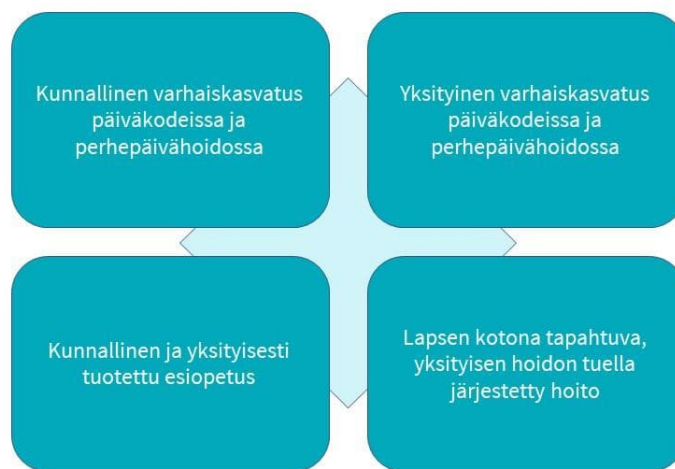 Kunnallinen varhaiskasvatus
päiväkodeissa ja
perhepäivähoidossa
Yksityinen varhaiskasvatus
päiväkodeissa ja
perhepäivähoidossa
Kunnallinen ja yksityisesti
tuotettu esiopetus
Lapsen kotona tapahtuva,
yksityisen hoidon tuella
järjestetty hoito